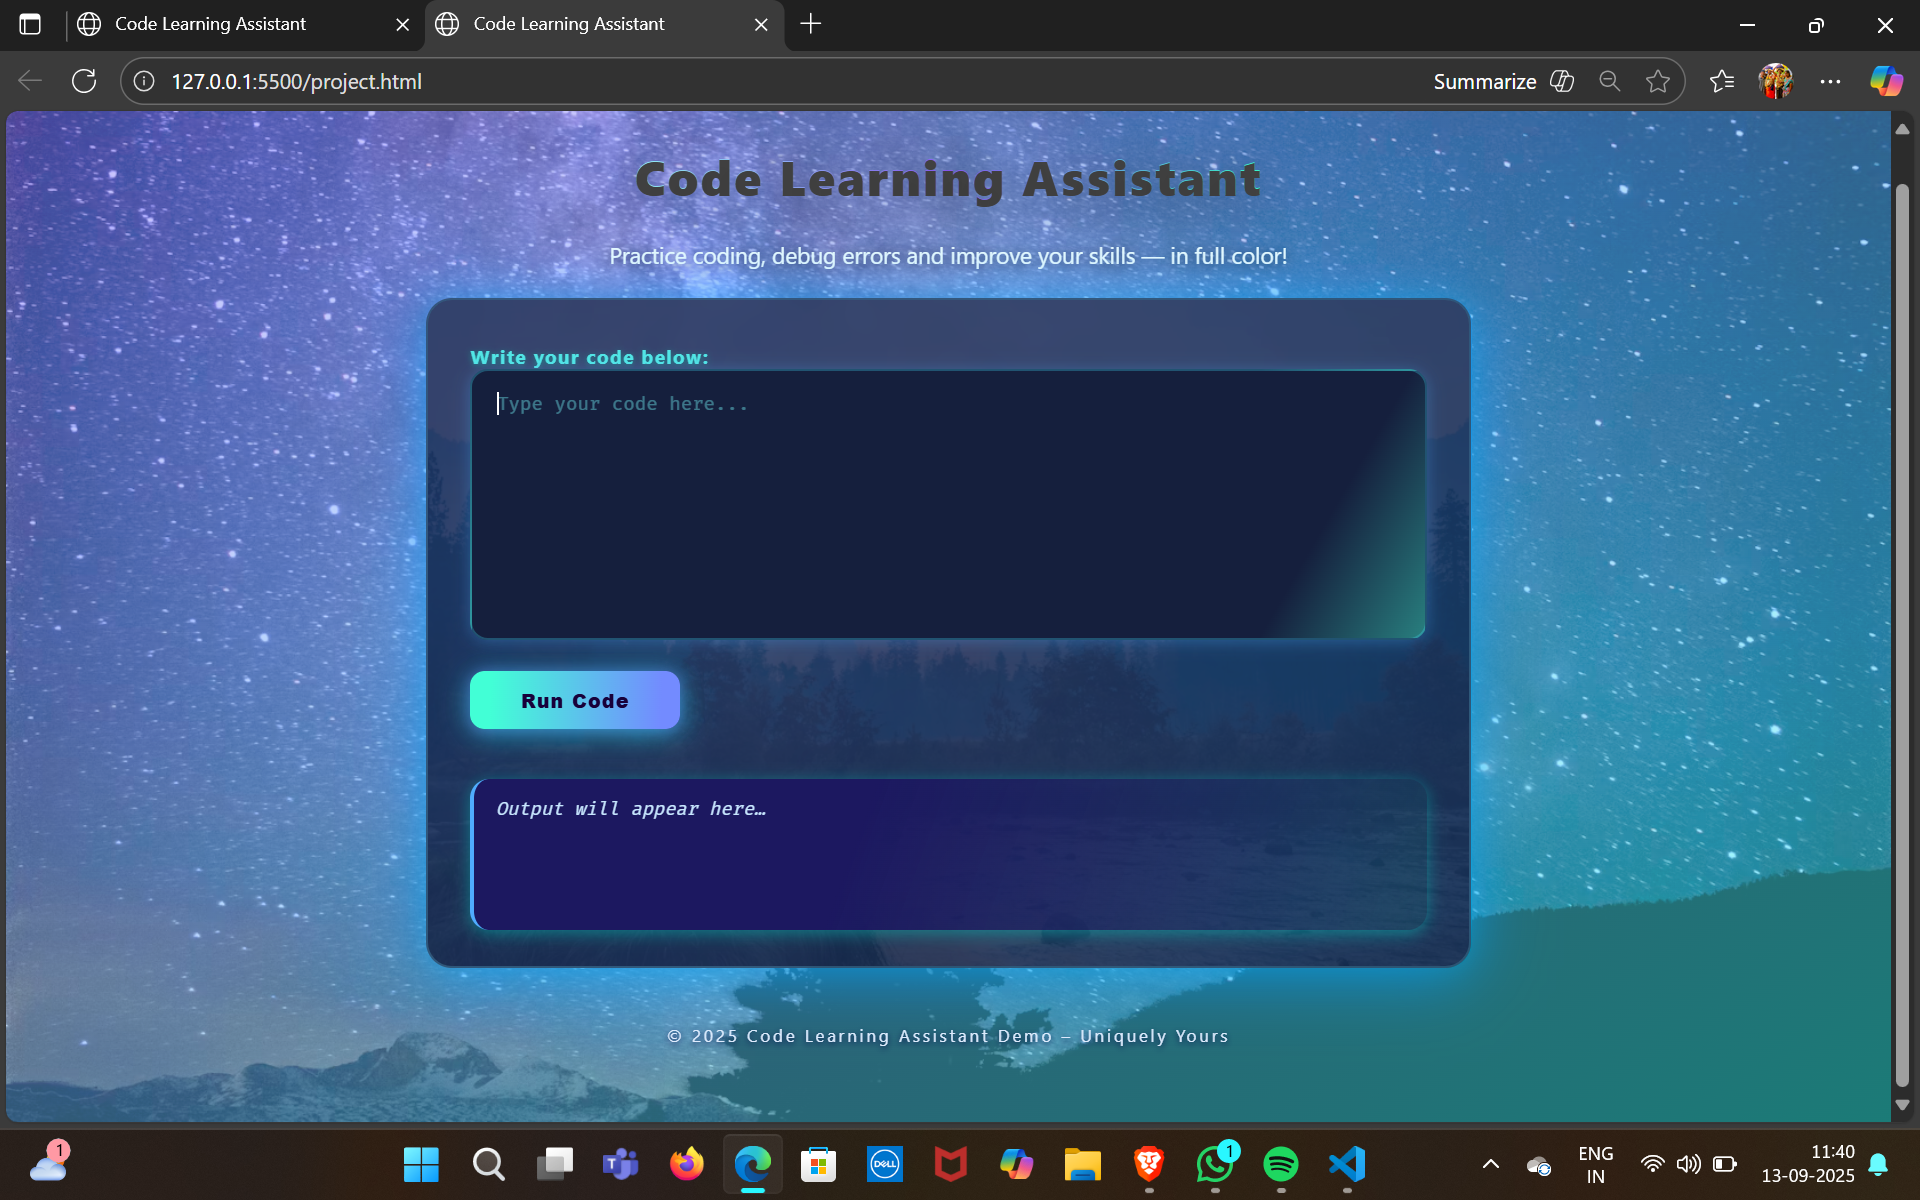 Code Learning Assistant
Code Learning Assistant
127.0.0.1:5500/project.html
Summarize
Code Learning Assistant
Practice coding, debug errors and improve your skills — in full color!
Write your code below:
Type your code here...
Run Code
Output will appear here…
© 2025 Code Learning Assistant Demo – Uniquely Yours
1
T
DELL
1
ENG
IN
11:40
13-09-2025